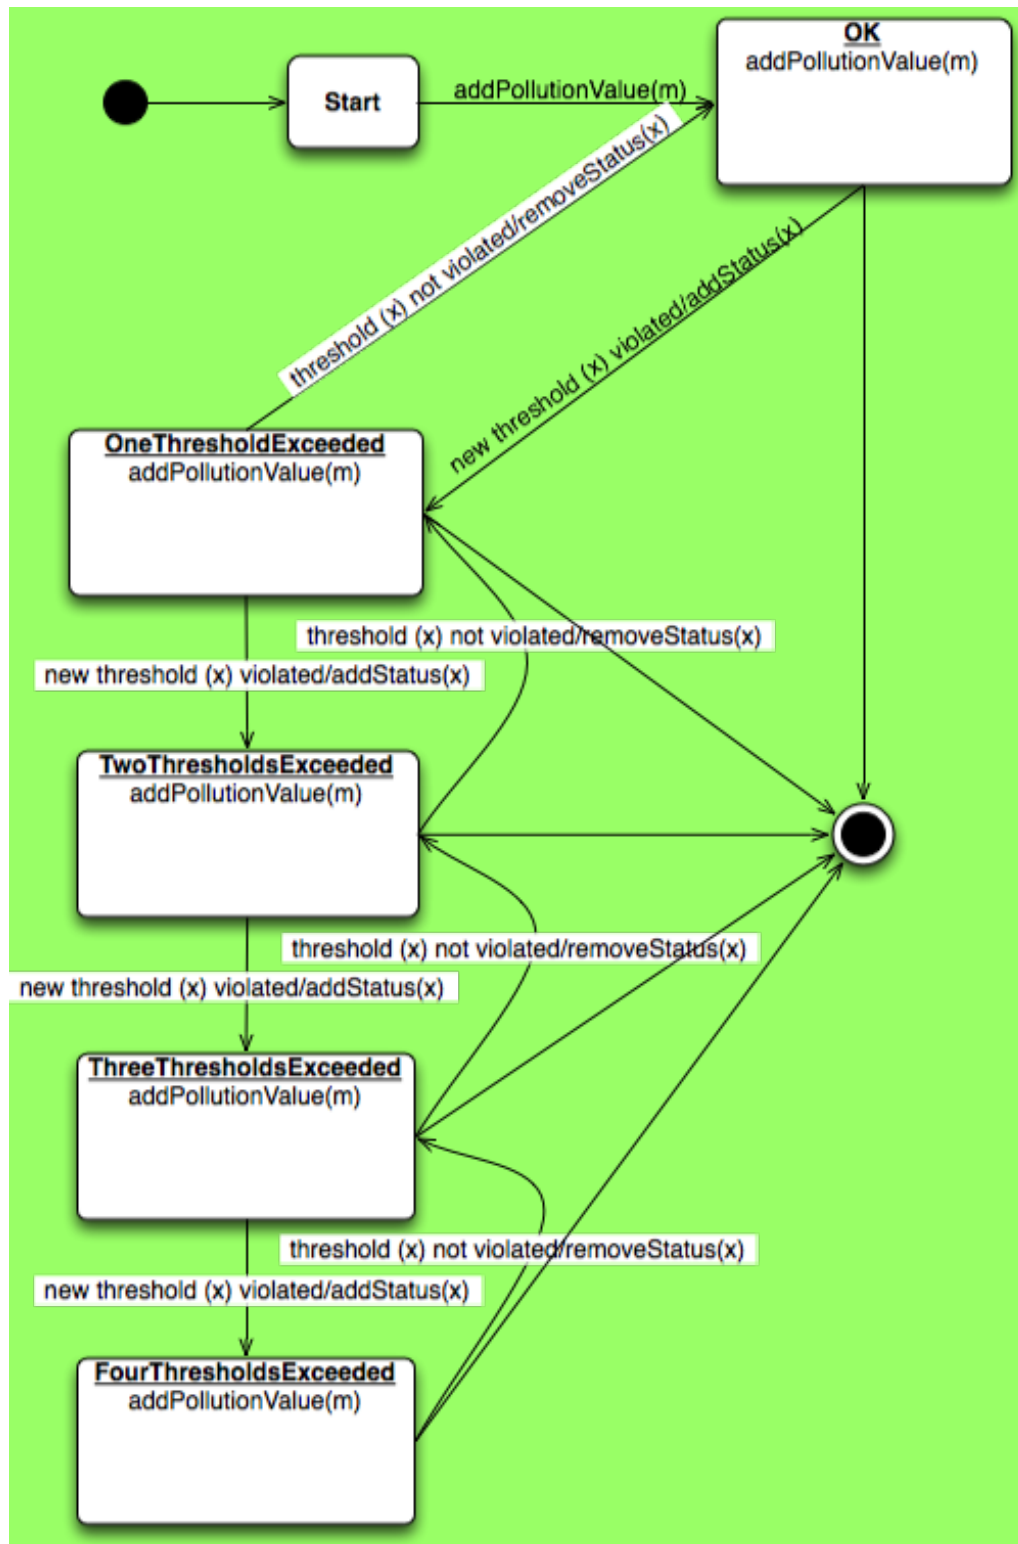 OK
addPollutionValue(m)
Start
addPollutionValue(m)
threshold (x) not violated/removeStatus(x)
new threshold (x) violated/addStatus(x)
OneThresholdExceeded
addPollutionValue(m)
threshold (x) not violated/removeStatus(x)
new threshold (x) violated/addStatus(x)
TwoThresholdsExceeded
addPollutionValue(m)
threshold (x) not violated/removeStatus(x)
new threshold (x) violated/addStatus(x)
ThreeThresholdsExceeded
addPollutionValue(m)
threshold (x) not violated/removeStatus(x)
new threshold (x) violated/addStatus(x)
FourThresholdsExceeded
addPollutionValue(m)